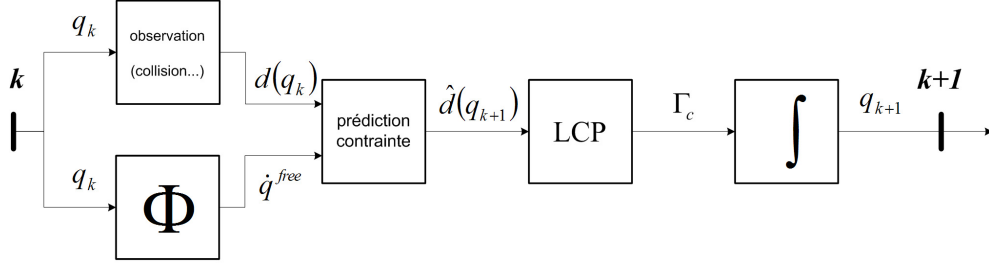 k
q_k
observation
(collision...)
d(q_k)
q_k
Φ
q̇^free
prédiction
contrainte
d̂(q_{k+1})
LCP
Γ_c
∫
q_{k+1}
k+1